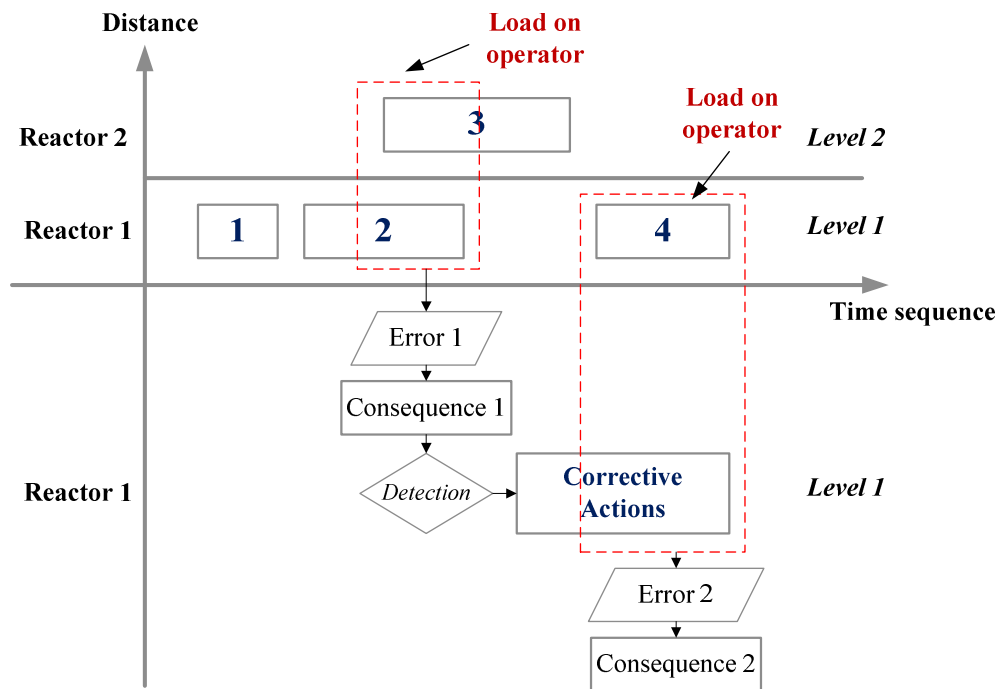 Distance
Load on
operator
Load on
operator
Reactor 2
3
Level 2
Reactor 1
1
2
4
Level 1
Time sequence
Error 1
Consequence 1
Reactor 1
Detection
Corrective
Actions
Level 1
Error 2
Consequence 2